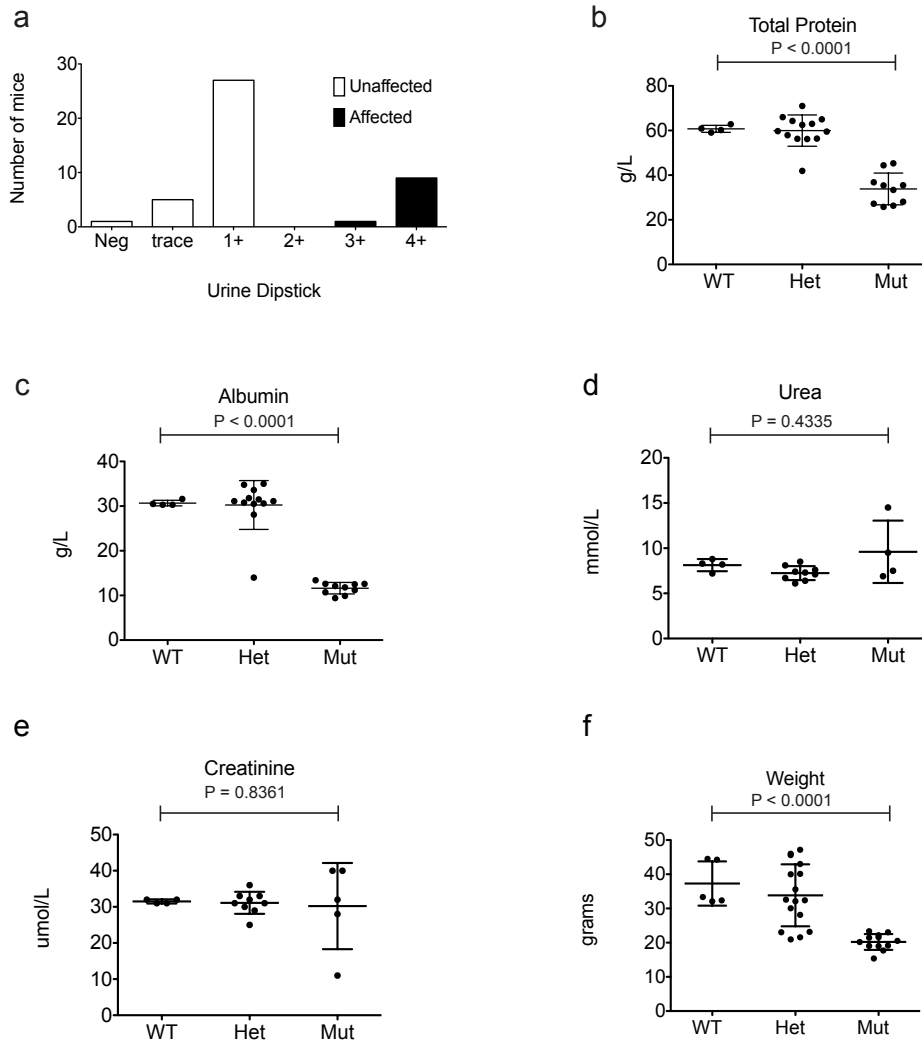 a
Number of mice
30
20
10
0
Neg trace 1+ 2+ 3+ 4+
Urine Dipstick
Unaffected
Affected
b
Total Protein
P < 0.0001
g/L
80
60
40
20
0
WT Het Mut
c
Albumin
P < 0.0001
g/L
40
30
20
10
0
WT Het Mut
d
Urea
P = 0.4335
mmol/L
20
15
10
5
0
WT Het Mut
e
Creatinine
P = 0.8361
umol/L
50
40
30
20
10
0
WT Het Mut
f
Weight
P < 0.0001
grams
50
40
30
20
10
0
WT Het Mut